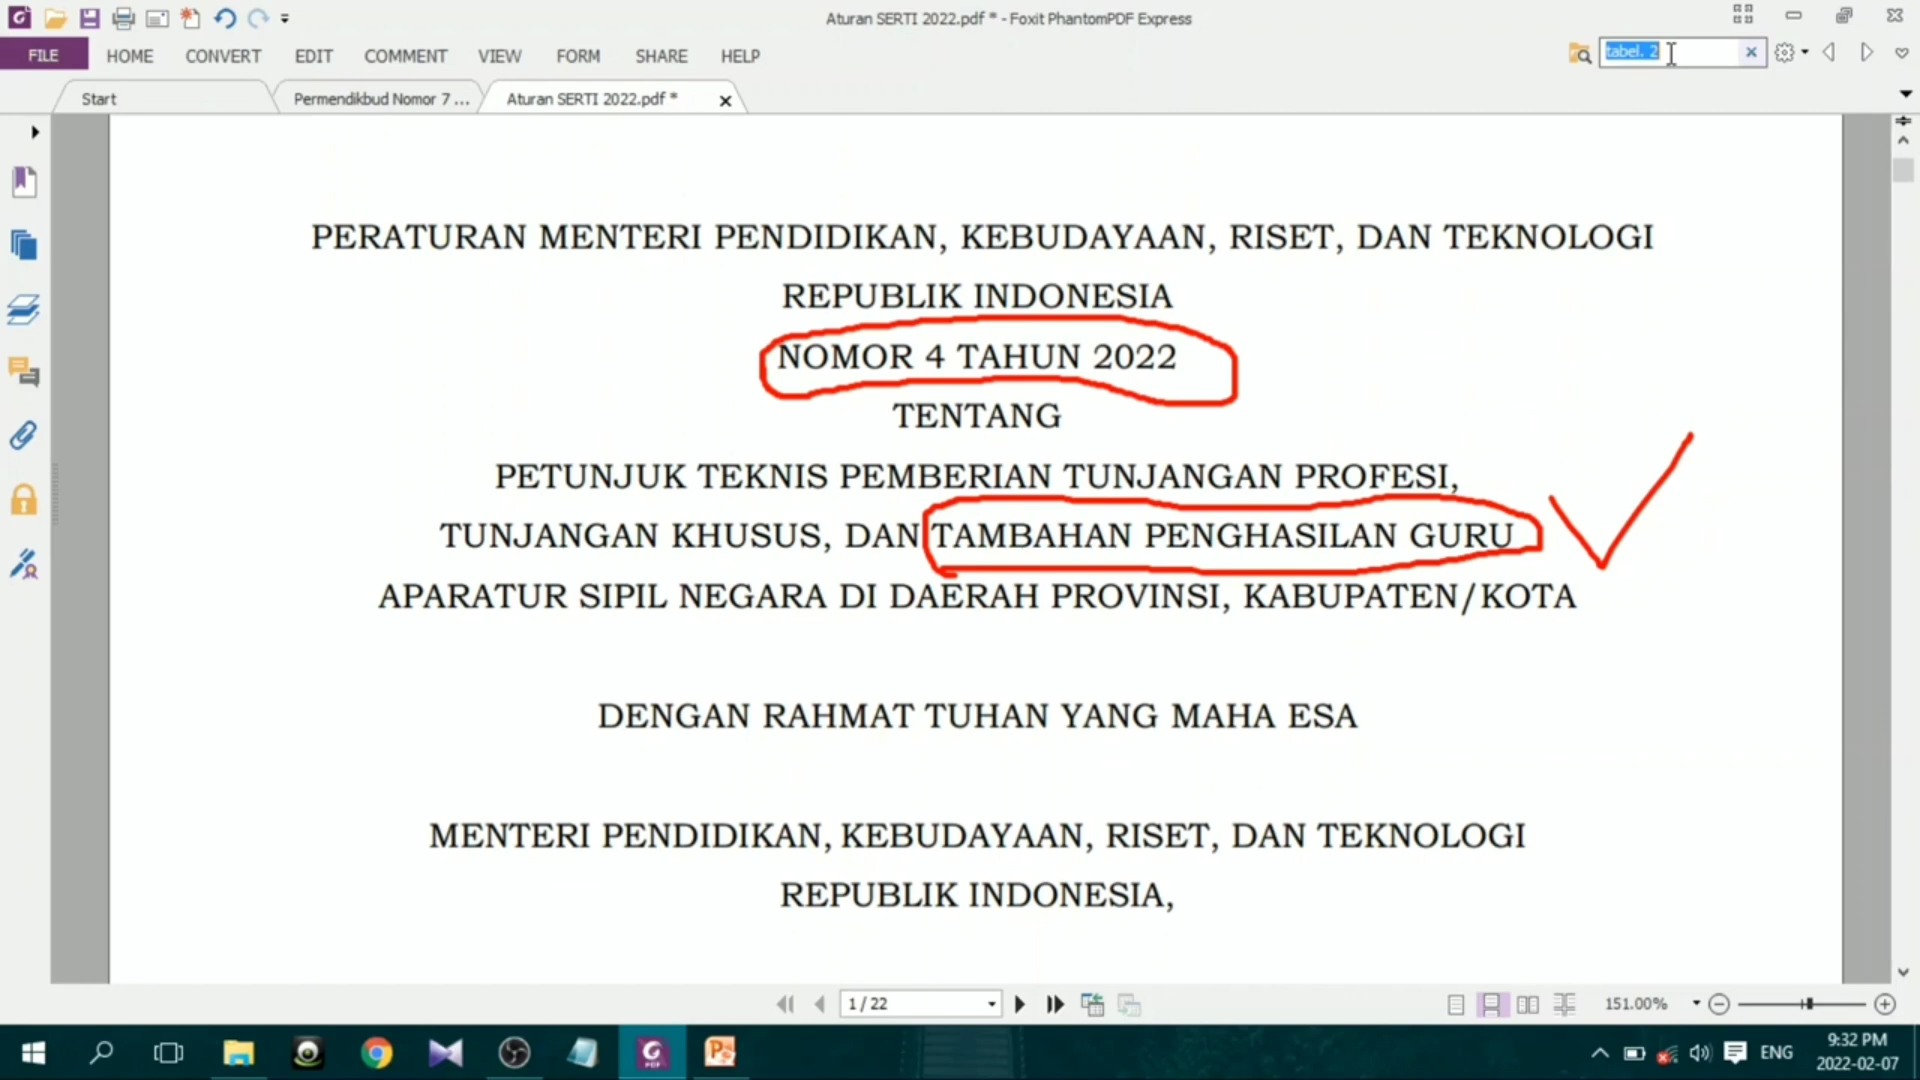 Aturan SERTI 2022.pdf * - Foxit PhantomPDF Express
FILE HOME CONVERT EDIT COMMENT VIEW FORM SHARE HELP
tabel. 2
Start
Permendikbud Nomor 7 ...
Aturan SERTI 2022.pdf *
PERATURAN MENTERI PENDIDIKAN, KEBUDAYAAN, RISET, DAN TEKNOLOGI
REPUBLIK INDONESIA
NOMOR 4 TAHUN 2022
TENTANG
PETUNJUK TEKNIS PEMBERIAN TUNJANGAN PROFESI,
TUNJANGAN KHUSUS, DAN TAMBAHAN PENGHASILAN GURU
APARATUR SIPIL NEGARA DI DAERAH PROVINSI, KABUPATEN/KOTA
DENGAN RAHMAT TUHAN YANG MAHA ESA
MENTERI PENDIDIKAN, KEBUDAYAAN, RISET, DAN TEKNOLOGI
REPUBLIK INDONESIA,
1 / 22
151.00%
ENG
9:32 PM
2022-02-07